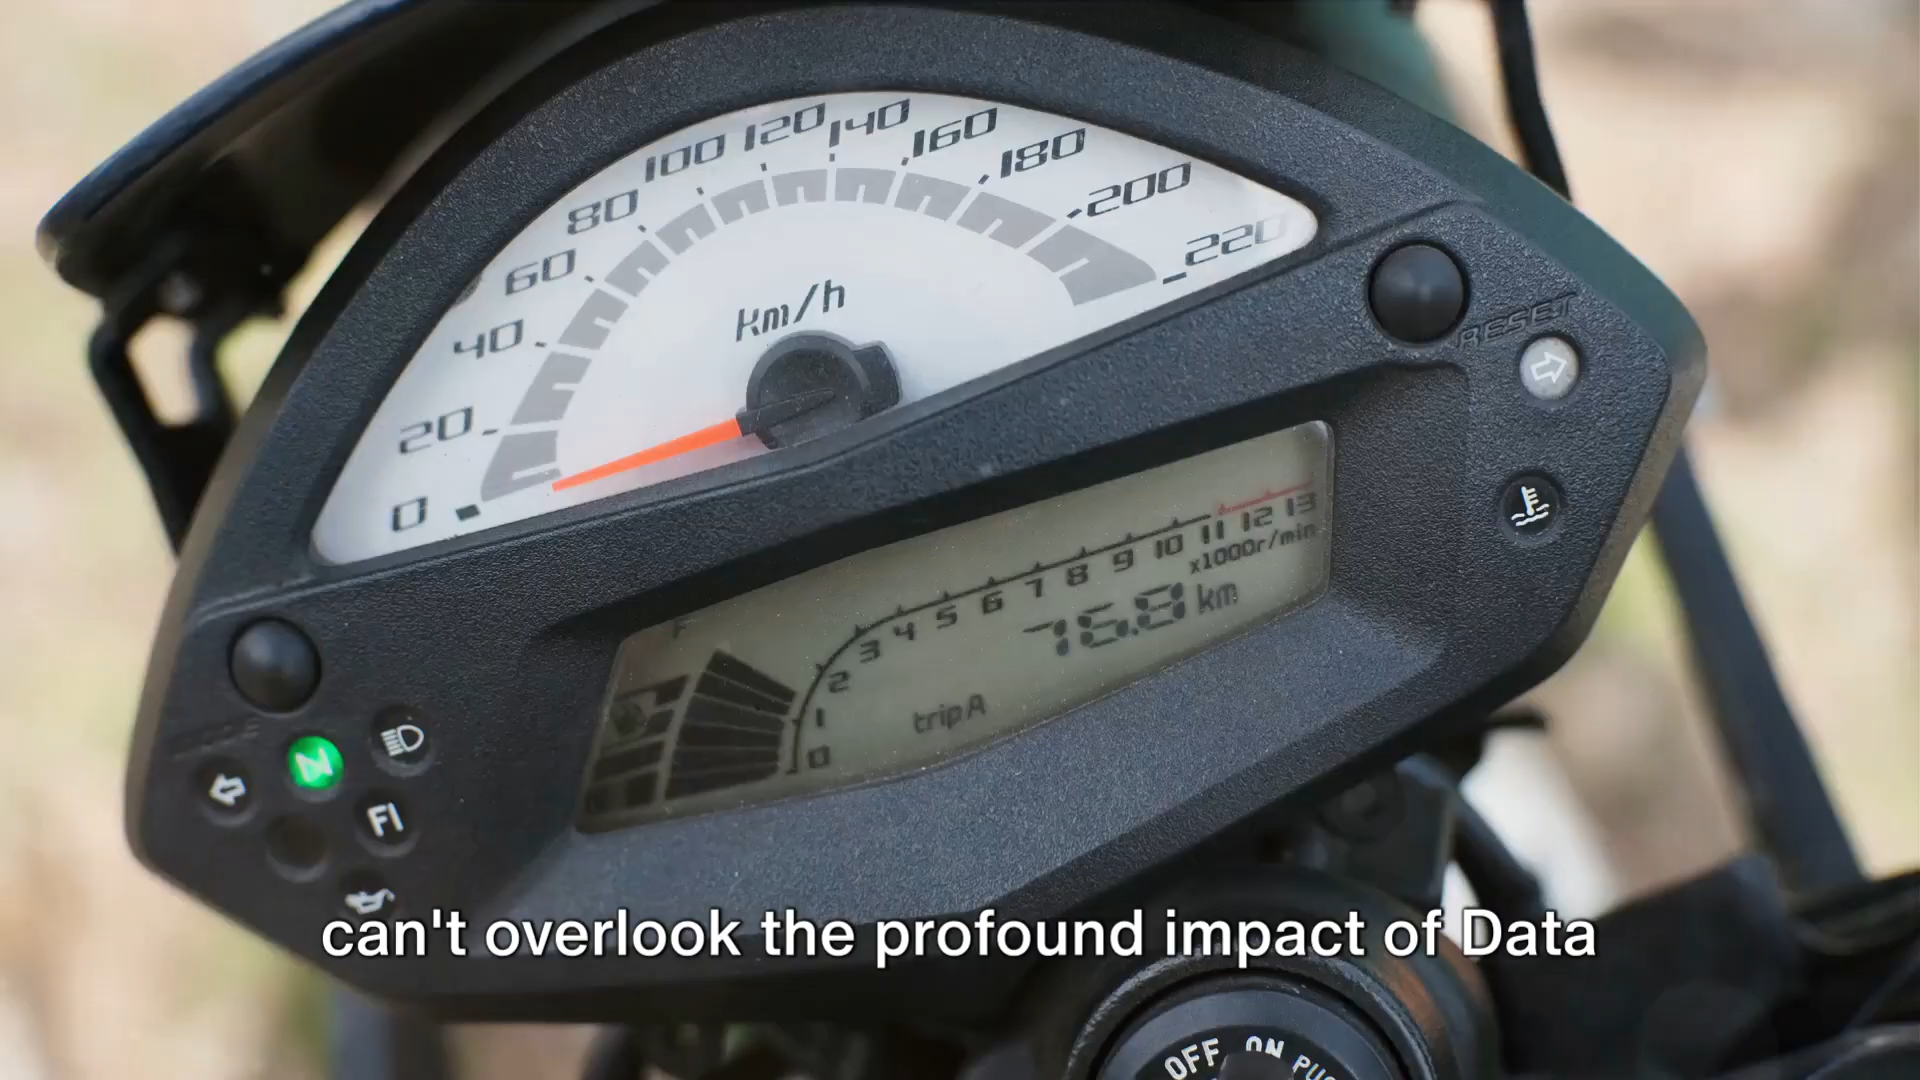 0 20 40 60 80 100 120 140 160 180 200 220
km/h
RESET
F
0 1 2 3 4 5 6 7 8 9 10 11 12 13
x1000r/min
76.8 km
trip A
N
FI
can't overlook the profound impact of Data
OFF ON